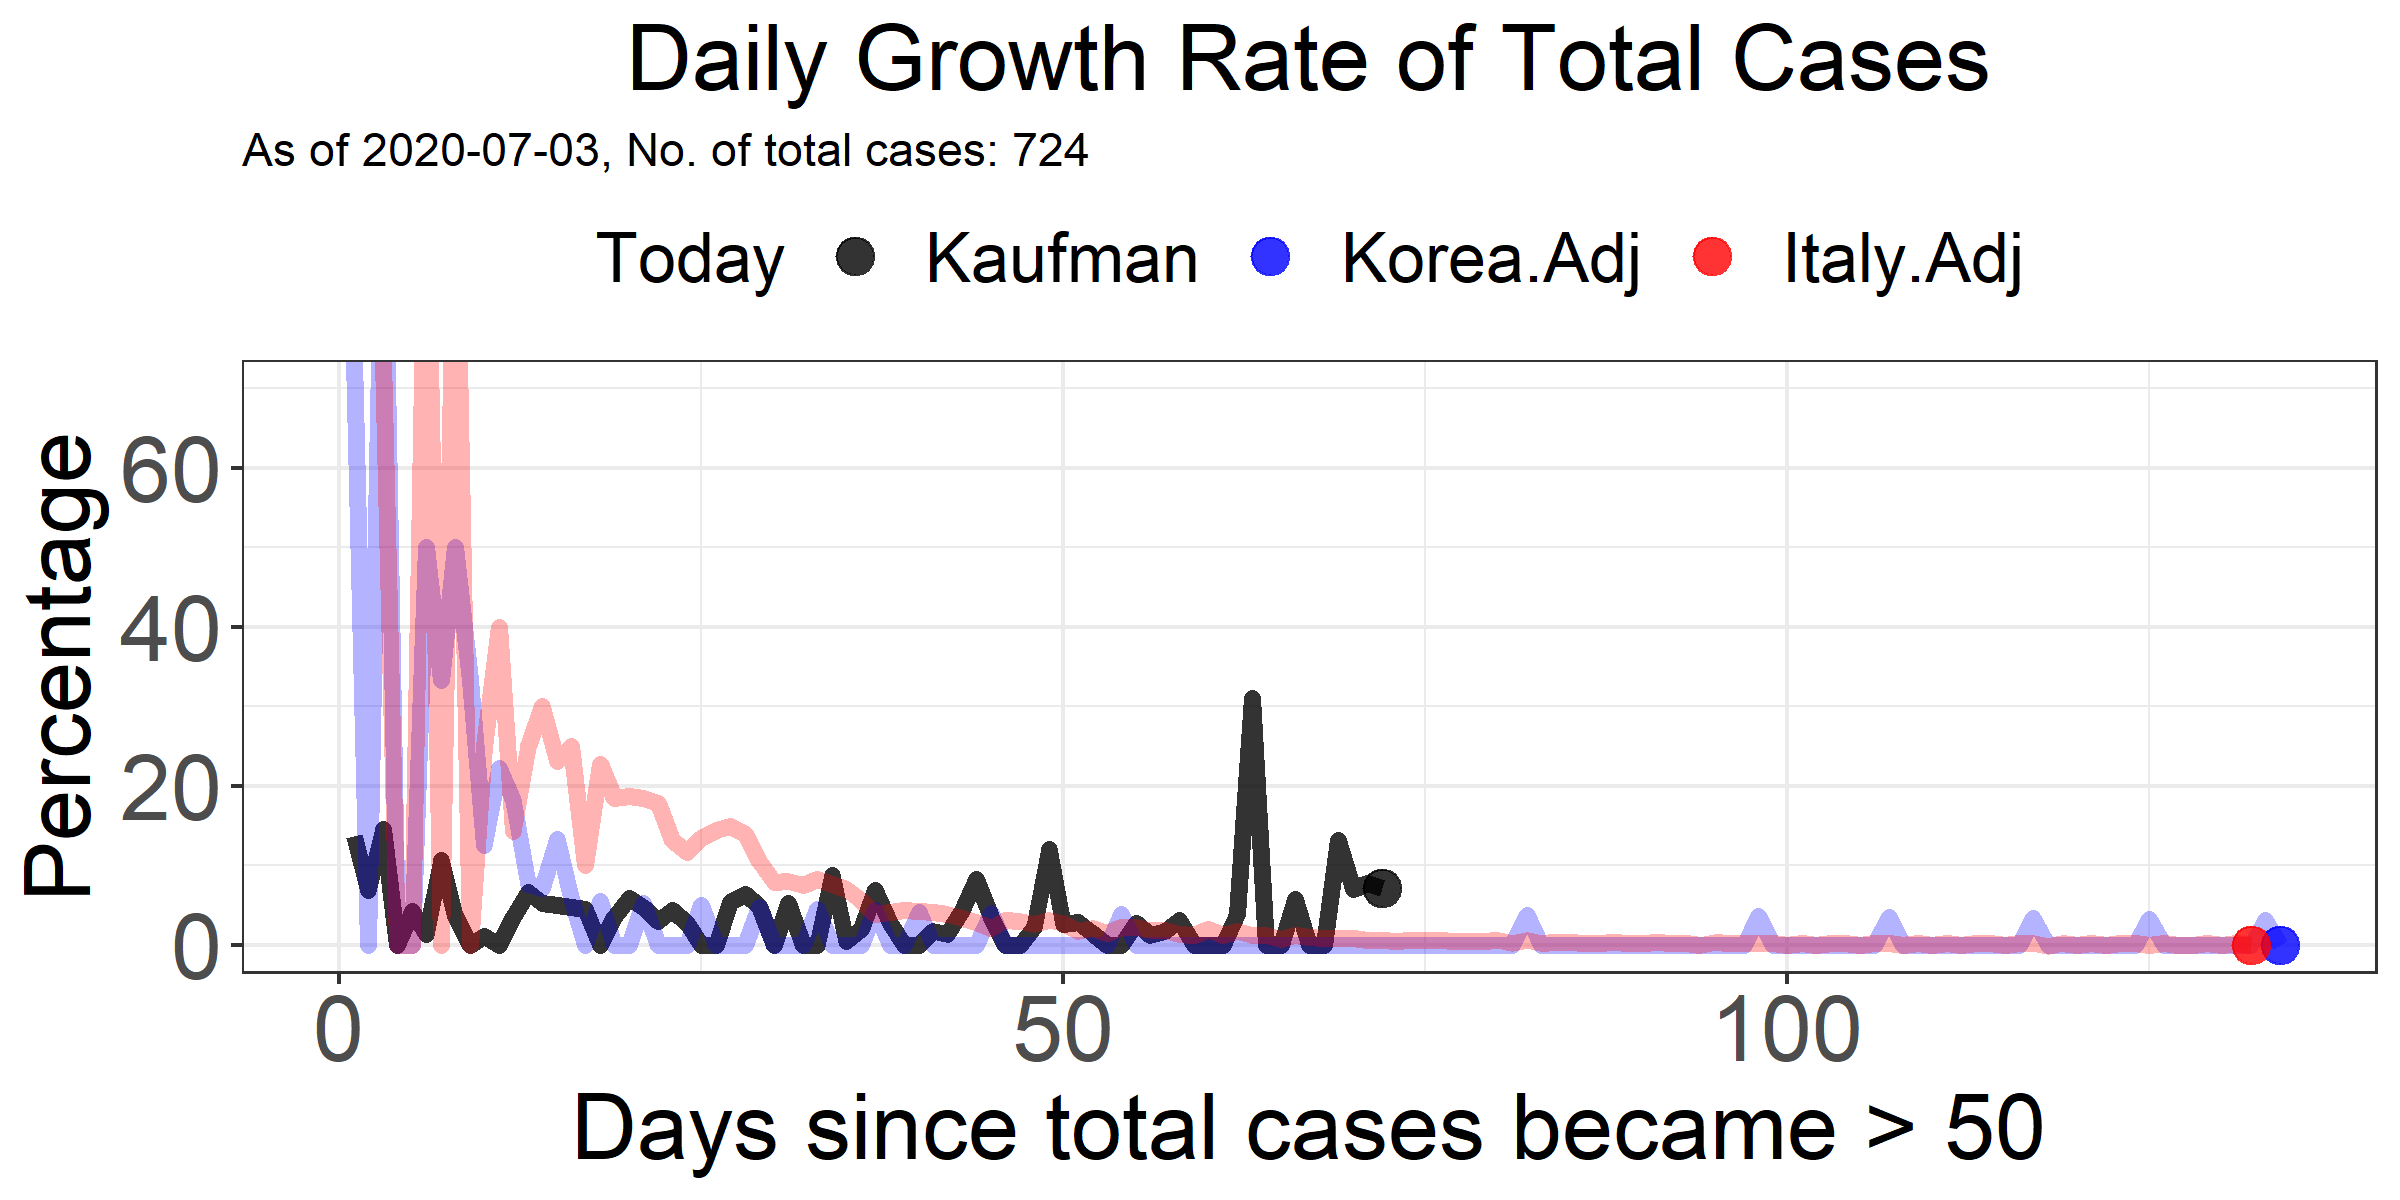 Daily Growth Rate of Total Cases
As of 2020-07-03, No. of total cases: 724
Today Kaufman Korea.Adj Italy.Adj
Percentage
60
40
20
0
0 50 100
Days since total cases became > 50